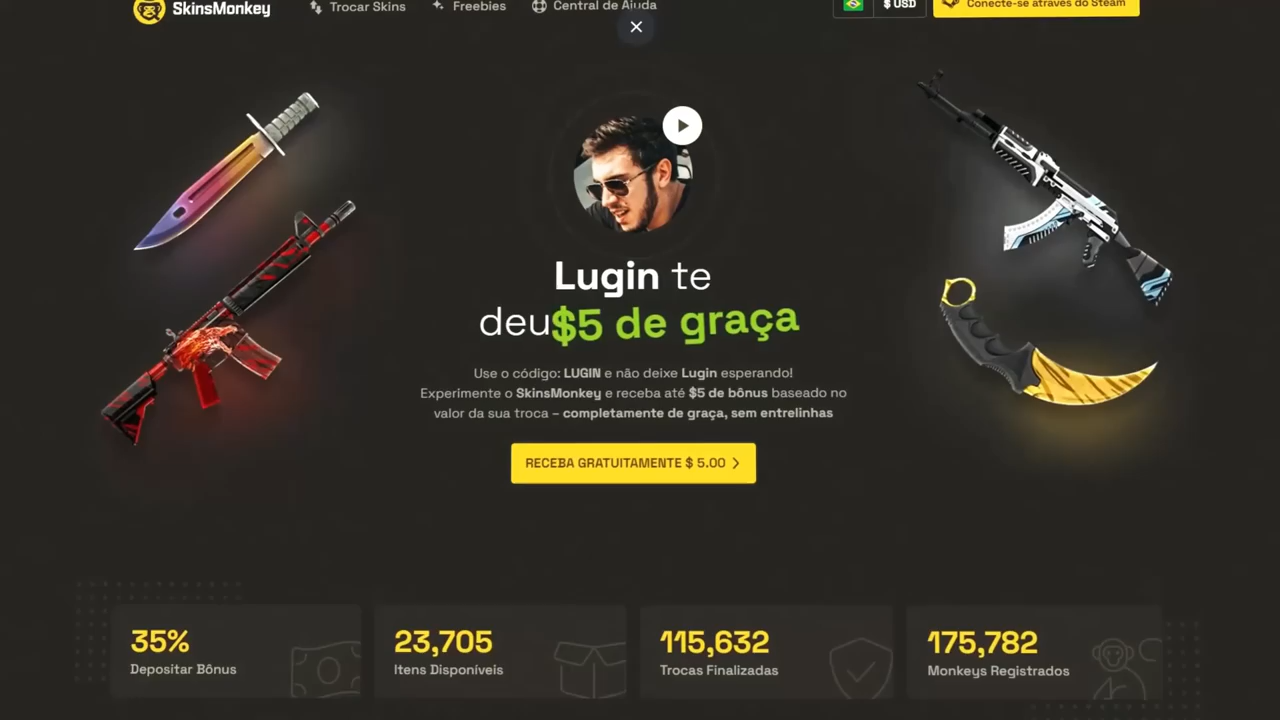 SkinsMonkey
Trocar Skins
Freebies
Central de Ajuda
$ USD
Conecte-se através do Steam
Lugin te
deu$5 de graça
Use o código: LUGIN e não deixe Lugin esperando!
Experimente o SkinsMonkey e receba até $5 de bônus baseado no
valor da sua troca – completamente de graça, sem entrelinhas
RECEBA GRATUITAMENTE $ 5.00
35%
Depositar Bônus
23,705
Itens Disponíveis
115,632
Trocas Finalizadas
175,782
Monkeys Registrados